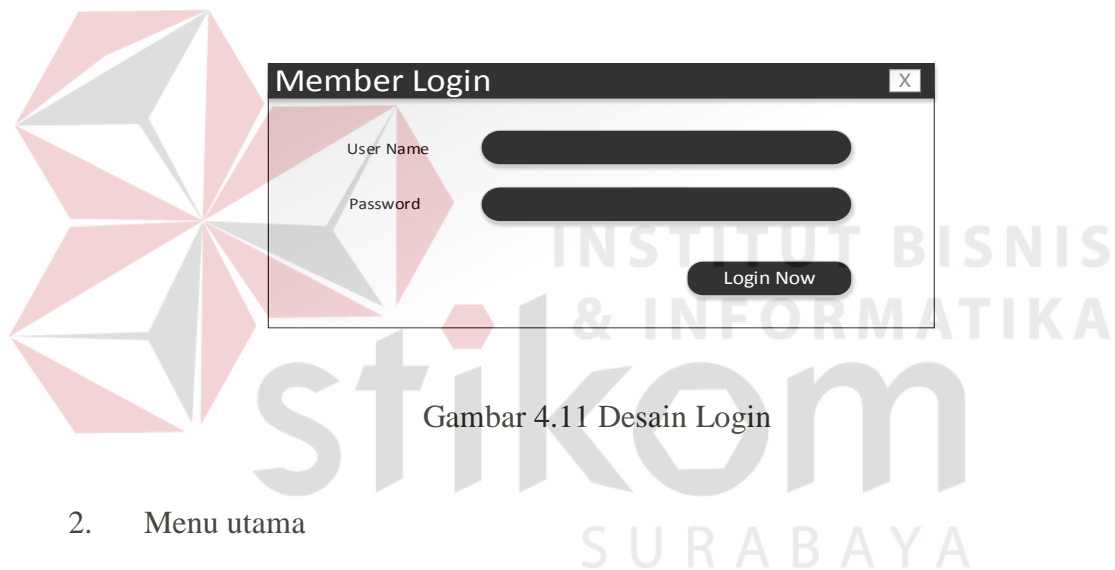 Member Login
X
User Name
Password
INSTITUT BISNIS
Login Now
& INFORMATIKA
stikom
Gambar 4.11 Desain Login
2. Menu utama
SURABAYA